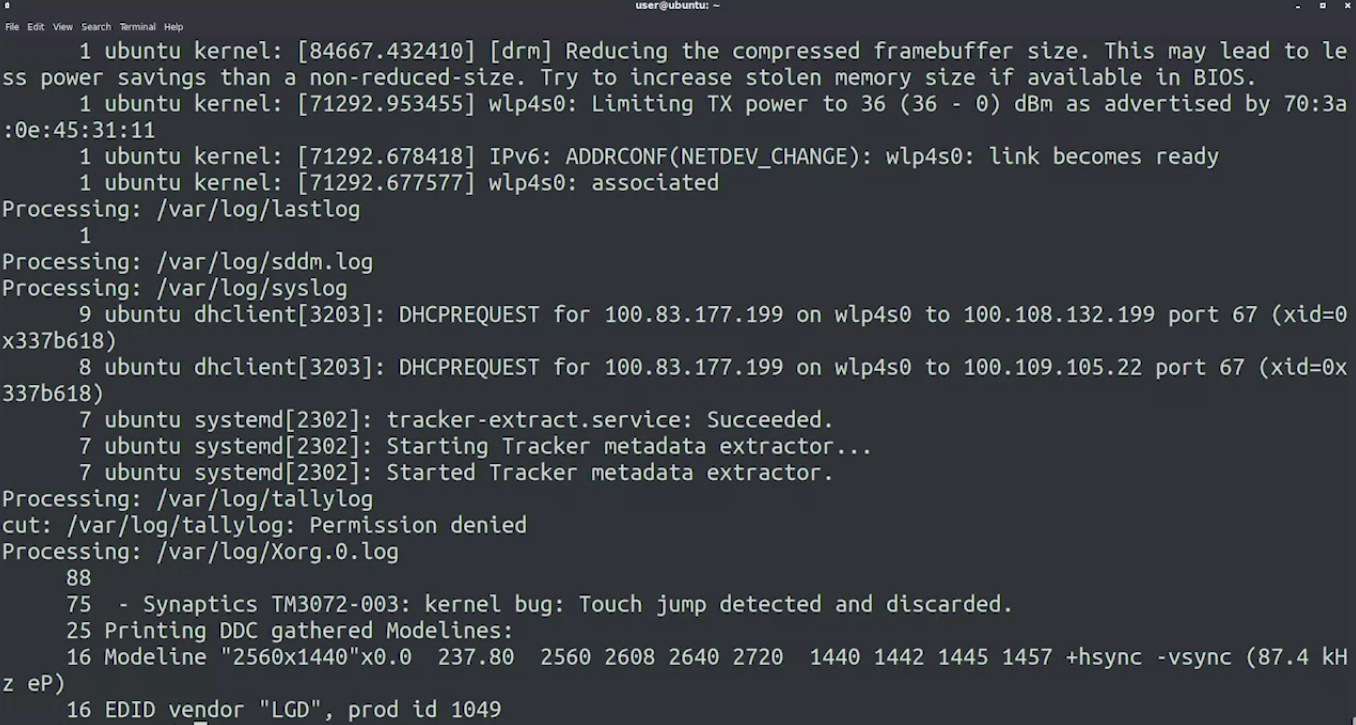 user@ubuntu: ~
File Edit View Search Terminal Help
1 ubuntu kernel: [84667.432410] [drm] Reducing the compressed framebuffer size. This may lead to le
ss power savings than a non-reduced-size. Try to increase stolen memory size if available in BIOS.
1 ubuntu kernel: [71292.953455] wlp4s0: Limiting TX power to 36 (36 - 0) dBm as advertised by 70:3a
:0e:45:31:11
1 ubuntu kernel: [71292.678418] IPv6: ADDRCONF(NETDEV_CHANGE): wlp4s0: link becomes ready
1 ubuntu kernel: [71292.677577] wlp4s0: associated
Processing: /var/log/lastlog
1
Processing: /var/log/sddm.log
Processing: /var/log/syslog
9 ubuntu dhclient[3203]: DHCPREQUEST for 100.83.177.199 on wlp4s0 to 100.108.132.199 port 67 (xid=0
x337b618)
8 ubuntu dhclient[3203]: DHCPREQUEST for 100.83.177.199 on wlp4s0 to 100.109.105.22 port 67 (xid=0x
337b618)
7 ubuntu systemd[2302]: tracker-extract.service: Succeeded.
7 ubuntu systemd[2302]: Starting Tracker metadata extractor...
7 ubuntu systemd[2302]: Started Tracker metadata extractor.
Processing: /var/log/tallylog
cut: /var/log/tallylog: Permission denied
Processing: /var/log/Xorg.0.log
88
75  - Synaptics TM3072-003: kernel bug: Touch jump detected and discarded.
25 Printing DDC gathered Modelines:
16 Modeline "2560x1440"x0.0  237.80  2560 2608 2640 2720  1440 1442 1445 1457 +hsync -vsync (87.4 kH
z eP)
16 EDID vendor "LGD", prod id 1049